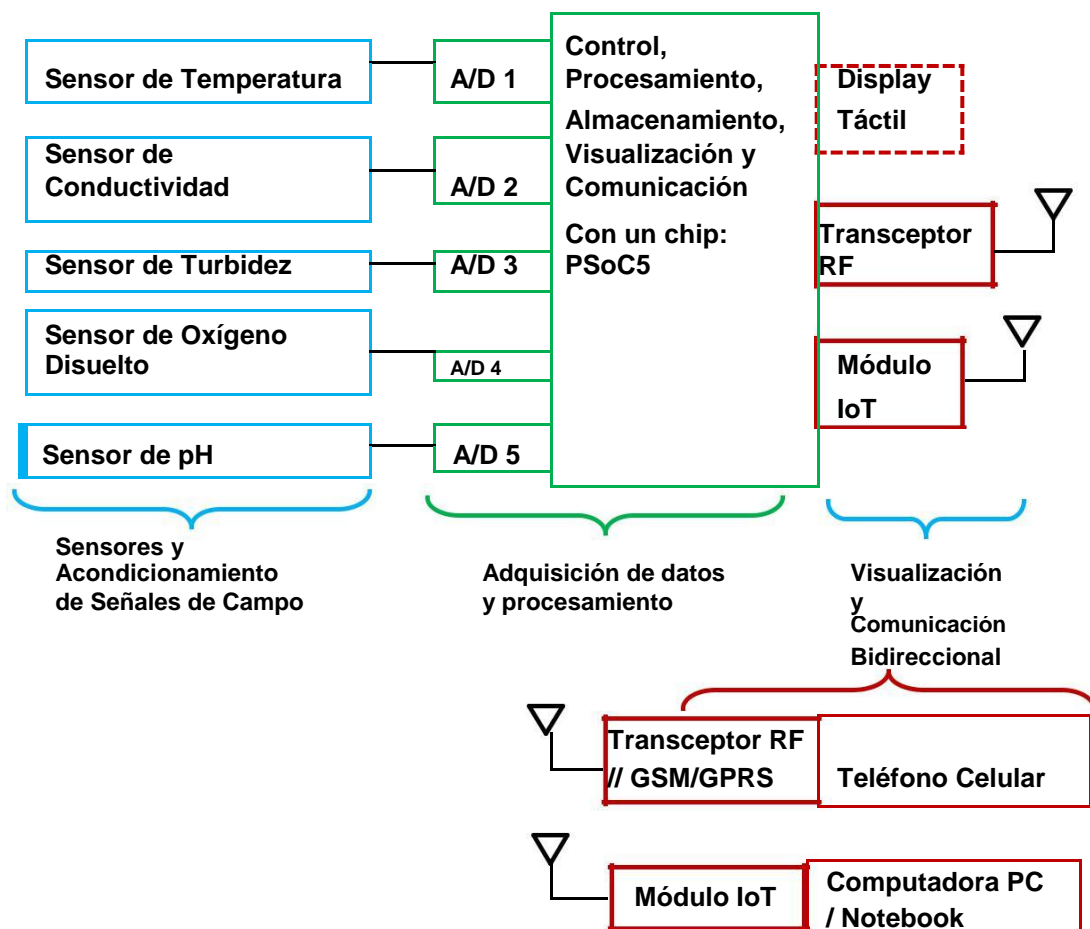 Sensor de Temperatura
A/D 1
Control,
Procesamiento,
Almacenamiento,
Visualización y
Comunicación
Con un chip:
PSoC5
Display
Táctil
Sensor de
Conductividad
A/D 2
Transceptor
RF
Sensor de Turbidez
A/D 3
Sensor de Oxígeno
Disuelto
A/D 4
Módulo
IoT
Sensor de pH
A/D 5
Sensores y
Acondicionamiento
de Señales de Campo
Adquisición de datos
y procesamiento
Visualización
y
Comunicación
Bidireccional
Transceptor RF
// GSM/GPRS
Teléfono Celular
Módulo IoT
Computadora PC
/ Notebook